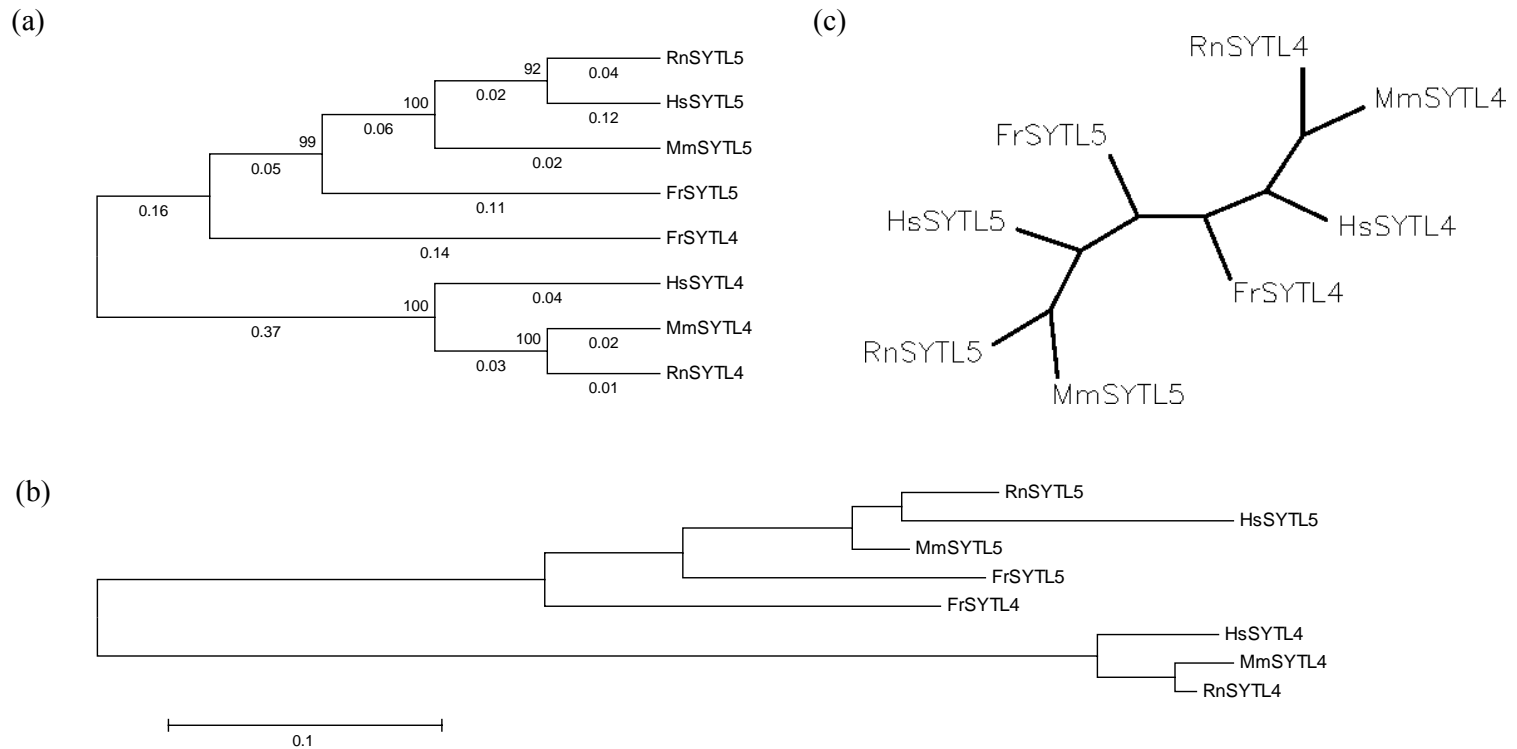 (a)
RnSYTL5
92
0.04
0.02
HsSYTL5
100
0.12
0.06
MmSYTL5
99
0.02
0.05
FrSYTL5
0.16
0.11
FrSYTL4
0.14
HsSYTL4
100
0.04
0.37
MmSYTL4
100
0.02
0.03
RnSYTL4
0.01
(c)
RnSYTL4
MmSYTL4
FrSYTL5
HsSYTL5
HsSYTL4
FrSYTL4
RnSYTL5
MmSYTL5
(b)
RnSYTL5
HsSYTL5
MmSYTL5
FrSYTL5
FrSYTL4
HsSYTL4
MmSYTL4
RnSYTL4
0.1